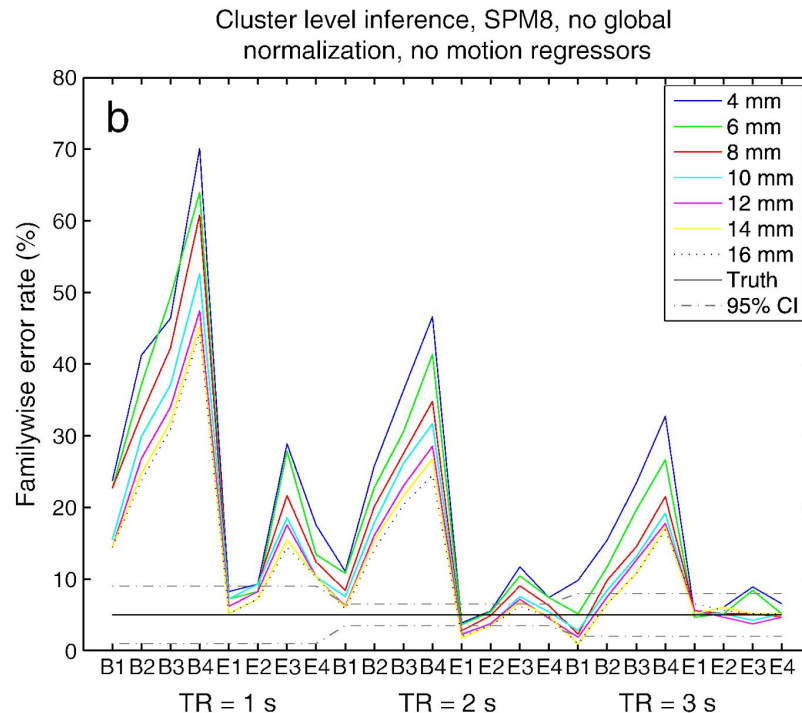 Cluster level inference, SPM8, no global
normalization, no motion regressors
b
80
70
60
50
40
30
20
10
0
Familywise error rate (%)
4 mm
6 mm
8 mm
10 mm
12 mm
14 mm
16 mm
Truth
95% CI
B1 B2 B3 B4 E1 E2 E3 E4 B1 B2 B3 B4 E1 E2 E3 E4 B1 B2 B3 B4 E1 E2 E3 E4
TR = 1 s TR = 2 s TR = 3 s